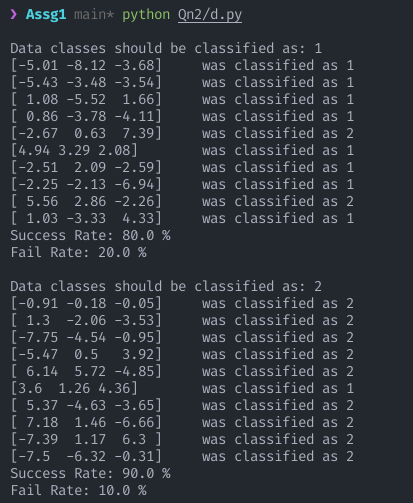 ❯ Assg1 main* python Qn2/d.py
Data classes should be classified as: 1
[-5.01 -8.12 -3.68]     was classified as 1
[-5.43 -3.48 -3.54]     was classified as 1
[ 1.08 -5.52  1.66]     was classified as 1
[ 0.86 -3.78 -4.11]     was classified as 1
[-2.67  0.63  7.39]     was classified as 2
[4.94 3.29 2.08]        was classified as 1
[-2.51  2.09 -2.59]     was classified as 1
[-2.25 -2.13 -6.94]     was classified as 1
[ 5.56  2.86 -2.26]     was classified as 2
[ 1.03 -3.33  4.33]     was classified as 1
Success Rate: 80.0 %
Fail Rate: 20.0 %
Data classes should be classified as: 2
[-0.91 -0.18 -0.05]     was classified as 2
[ 1.3  -2.06 -3.53]     was classified as 2
[-7.75 -4.54 -0.95]     was classified as 2
[-5.47  0.5   3.92]     was classified as 2
[ 6.14  5.72 -4.85]     was classified as 2
[3.6  1.26 4.36]        was classified as 1
[ 5.37 -4.63 -3.65]     was classified as 2
[ 7.18  1.46 -6.66]     was classified as 2
[-7.39  1.17  6.3 ]     was classified as 2
[-7.5  -6.32 -0.31]     was classified as 2
Success Rate: 90.0 %
Fail Rate: 10.0 %